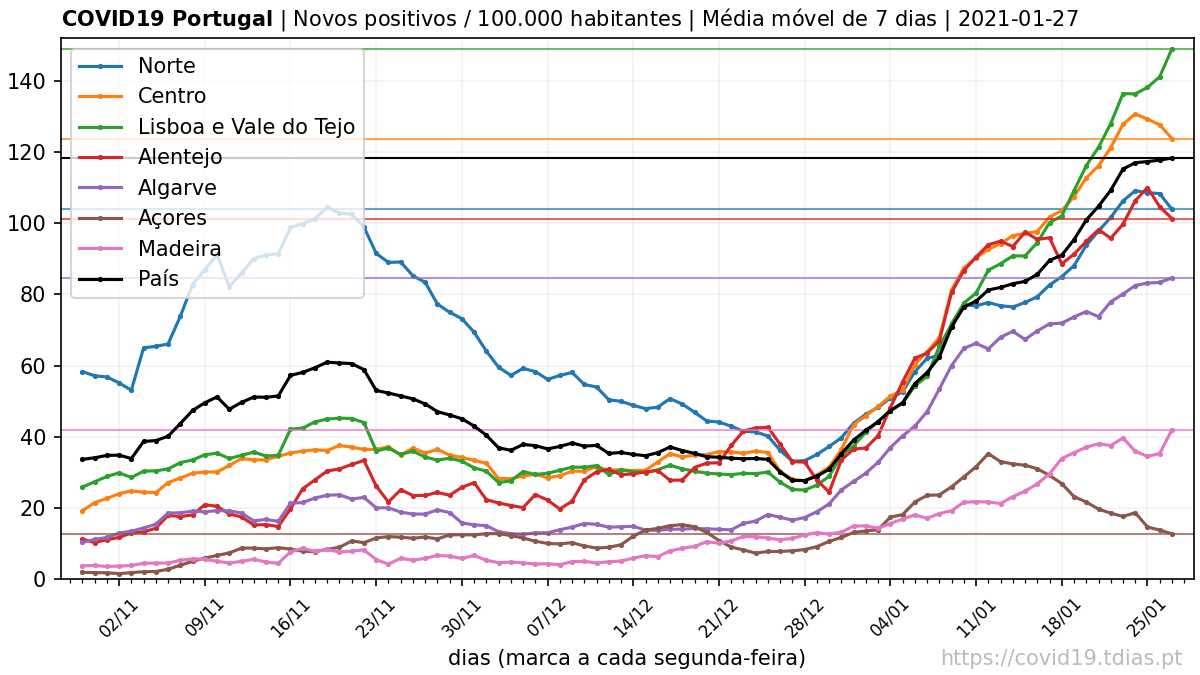 COVID19 Portugal | Novos positivos / 100.000 habitantes | Média móvel de 7 dias | 2021-01-27
140
120
100
80
60
40
20
0
Norte
Centro
Lisboa e Vale do Tejo
Alentejo
Algarve
Açores
Madeira
País
02/11
09/11
16/11
23/11
30/11
07/12
14/12
21/12
28/12
04/01
11/01
18/01
25/01
dias (marca a cada segunda-feira)
https://covid19.tdias.pt